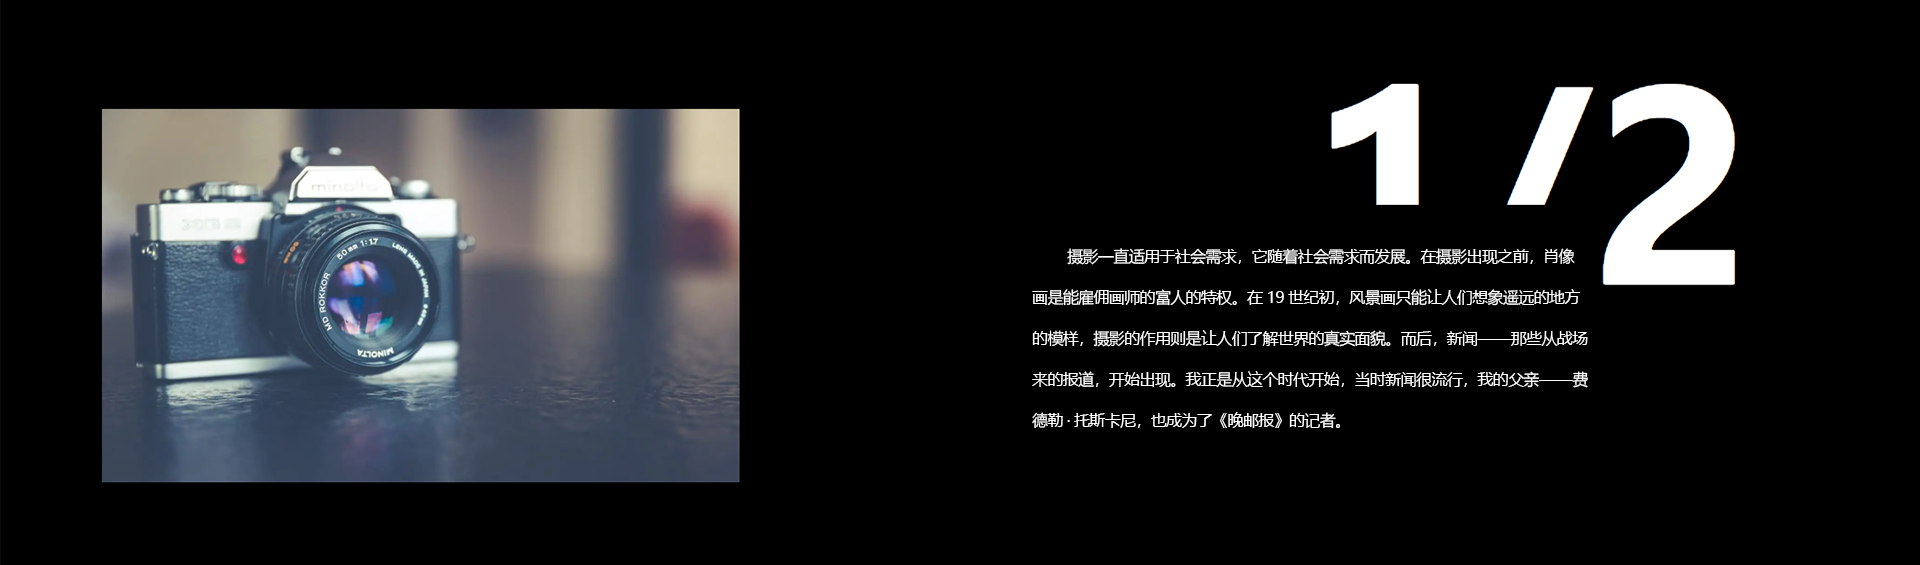 minolta
50mm 1:1.7
LENS MADE IN JAPAN
MD ROKKOR
MINOLTA
1/2
摄影一直适用于社会需求，它随着社会需求而发展。在摄影出现之前，肖像
画是能雇佣画师的富人的特权。在 19 世纪初，风景画只能让人们想象遥远的地方
的模样，摄影的作用则是让人们了解世界的真实面貌。而后，新闻——那些从战场
来的报道，开始出现。我正是从这个时代开始，当时新闻很流行，我的父亲——费
德勒 · 托斯卡尼，也成为了《晚邮报》的记者。